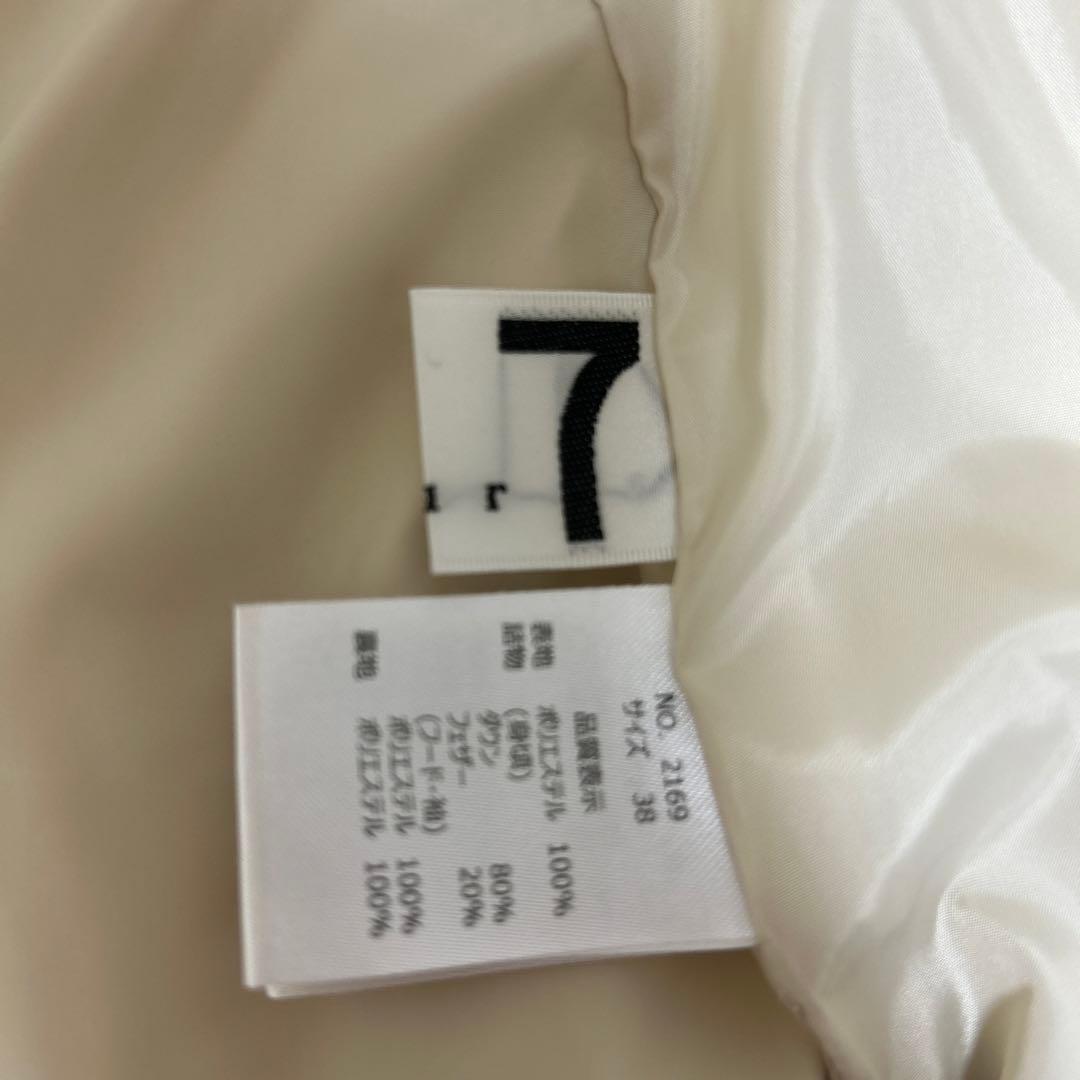 7
r
NO. 2169
サイズ 38
品質表示
表地 ポリエステル 100%
詰物 (身頃)
ダウン 80%
フェザー 20%
(フード・袖)
ポリエステル 100%
裏地 ポリエステル 100%